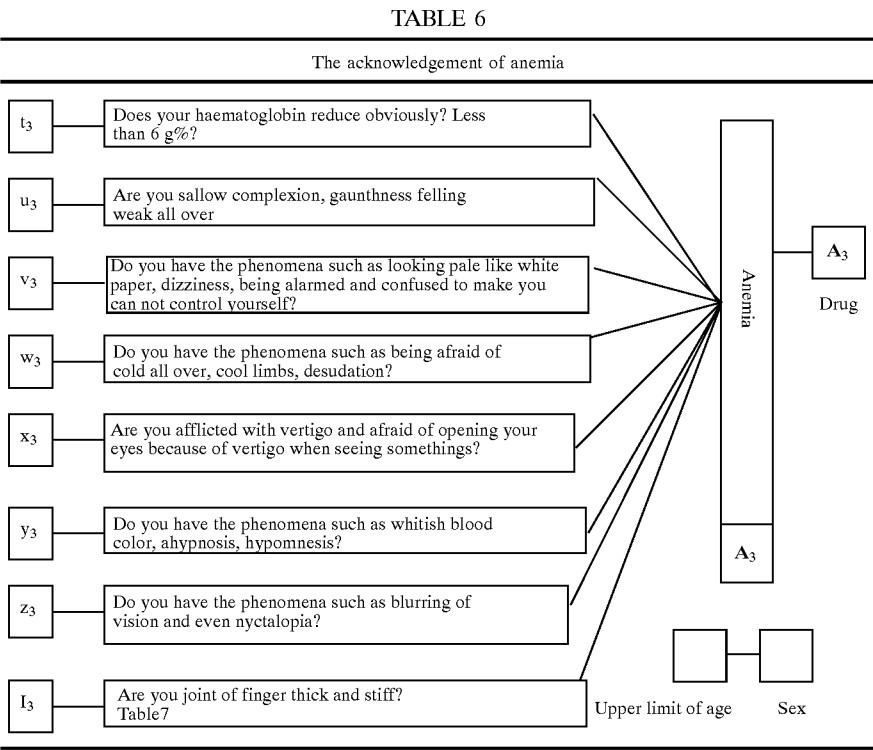 TABLE 6
The acknowledgement of anemia
t3
Does your haematoglobin reduce obviously? Less
than 6 g%?
u3
Are you sallow complexion, gaunthness felling
weak all over
v3
Do you have the phenomena such as looking pale like white
paper, dizziness, being alarmed and confused to make you
can not control yourself?
w3
Do you have the phenomena such as being afraid of
cold all over, cool limbs, desudation?
x3
Are you afflicted with vertigo and afraid of opening your
eyes because of vertigo when seeing somethings?
y3
Do you have the phenomena such as whitish blood
color, ahypnosis, hypomnesis?
z3
Do you have the phenomena such as blurring of
vision and even nyctalopia?
I3
Are you joint of finger thick and stiff?
Table7
Anemia
A3
A3
Drug
Upper limit of age
Sex